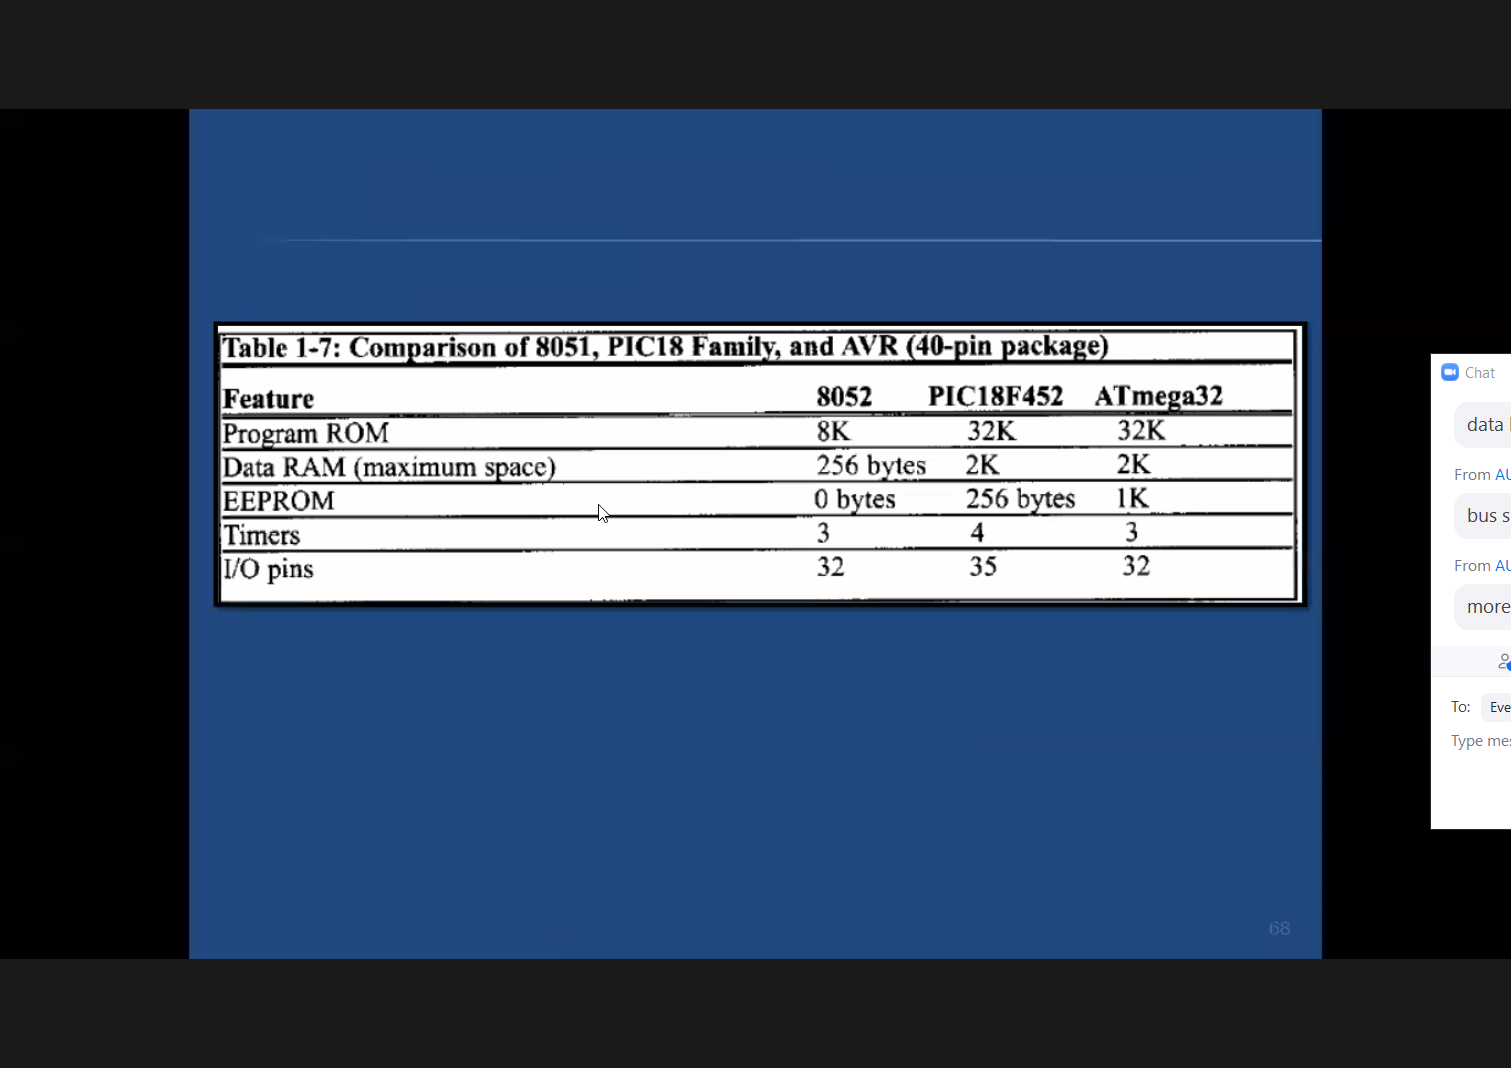 Table 1-7: Comparison of 8051, PIC18 Family, and AVR (40-pin package)
Feature 8052 PIC18F452 ATmega32
Program ROM 8K 32K 32K
Data RAM (maximum space) 256 bytes 2K 2K
EEPROM 0 bytes 256 bytes 1K
Timers 3 4 3
I/O pins 32 35 32
68
Chat
data
From AU
bus s
From AU
more
To: Eve
Type mes